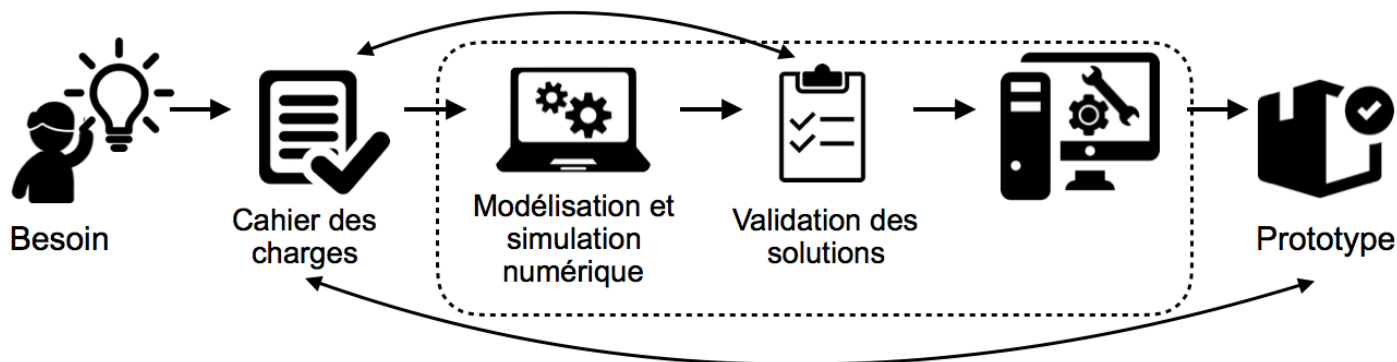 Besoin
Cahier des
charges
Modélisation et
simulation
numérique
Validation des
solutions
Prototype